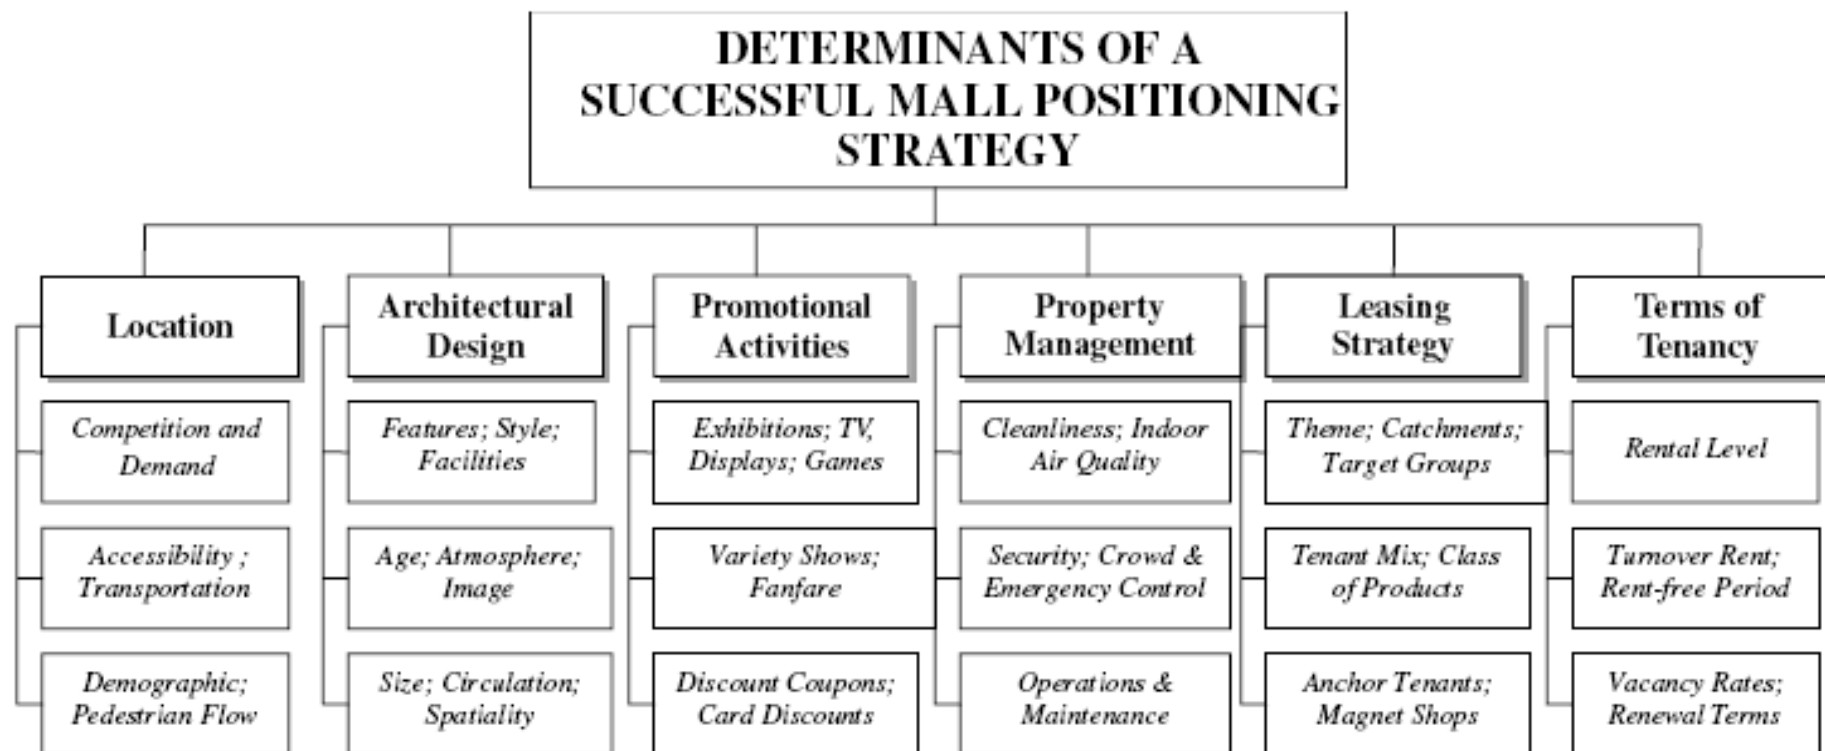 DETERMINANTS OF A
SUCCESSFUL MALL POSITIONING
STRATEGY
Location
Competition and
Demand
Accessibility ;
Transportation
Demographic;
Pedestrian Flow
Architectural
Design
Features; Style;
Facilities
Age; Atmosphere;
Image
Size; Circulation;
Spatiality
Promotional
Activities
Exhibitions; TV,
Displays; Games
Variety Shows;
Fanfare
Discount Coupons;
Card Discounts
Property
Management
Cleanliness; Indoor
Air Quality
Security; Crowd &
Emergency Control
Operations &
Maintenance
Leasing
Strategy
Theme; Catchments;
Target Groups
Tenant Mix; Class
of Products
Anchor Tenants;
Magnet Shops
Terms of
Tenancy
Rental Level
Turnover Rent;
Rent-free Period
Vacancy Rates;
Renewal Terms